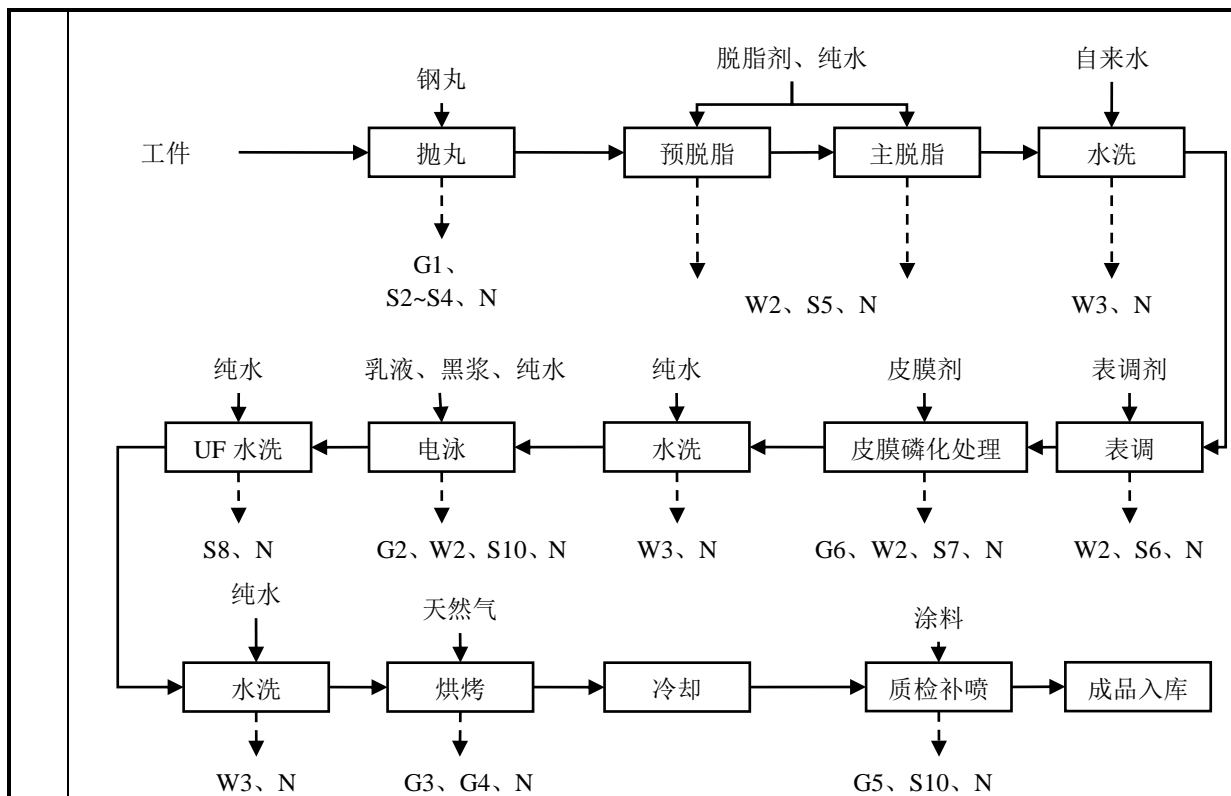 脱脂剂、纯水
自来水
钢丸
工件
抛丸
预脱脂
主脱脂
水洗
G1、
S2~S4、N
W2、S5、N
W3、N
纯水
乳液、黑浆、纯水
纯水
皮膜剂
表调剂
UF 水洗
电泳
水洗
皮膜磷化处理
表调
S8、N
G2、W2、S10、N
W3、N
G6、W2、S7、N
W2、S6、N
纯水
天然气
涂料
水洗
烘烤
冷却
质检补喷
成品入库
W3、N
G3、G4、N
G5、S10、N